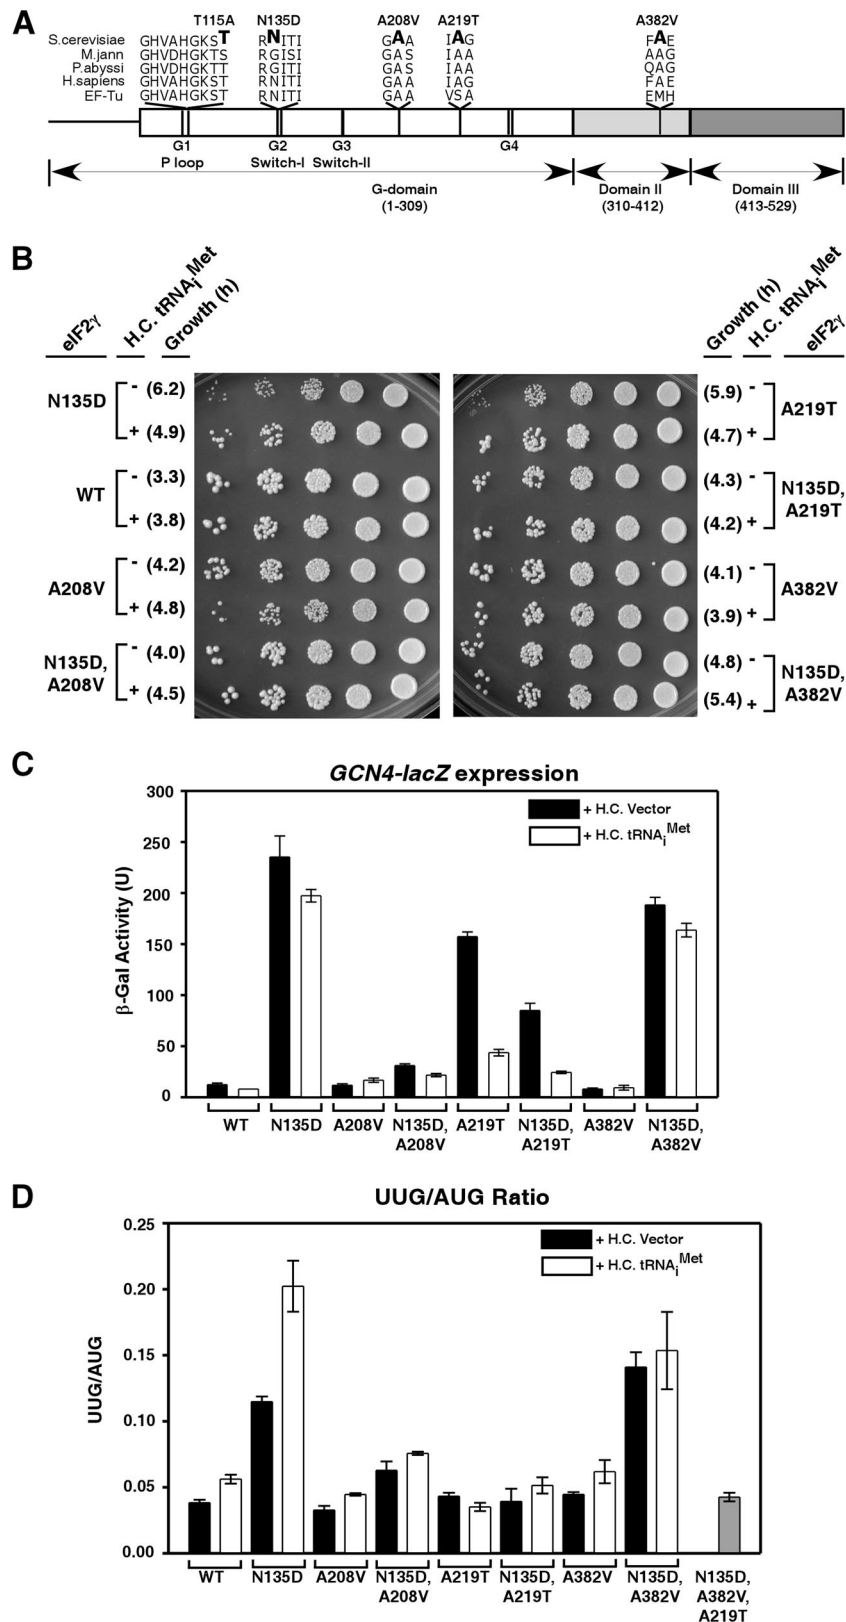 A
T115A N135D A208V A219T A382V
S.cerevisiae GHVAHGKST RNITI GAA IAG FAE
M.jann GHVDHGKTS RGISI GAS IAA AAG
P.abyssi GHVDHGKTT RGITI GAS IAA QAG
H.sapiens GHVAHGKST RNITI GAA IAG FAE
EF-Tu GHVDHGKST RNITI GAA VSA EMH
G1 G2 G3 G4
P loop Switch-I Switch-II
G-domain Domain II Domain III
(1-309) (310-412) (413-529)
B
eIF2γ H.C. tRNAiMet Growth (h)
Growth (h) H.C. tRNAiMet eIF2γ
N135D - (6.2)
+ (4.9)
WT - (3.3)
+ (3.8)
A208V - (4.2)
+ (4.8)
N135D, A208V - (4.0)
+ (4.5)
(5.9) - A219T
(4.7) +
(4.3) - N135D, A219T
(4.2) +
(4.1) - A382V
(3.9) +
(4.8) - N135D, A382V
(5.4) +
C
GCN4-lacZ expression
+ H.C. Vector
+ H.C. tRNAiMet
β-Gal Activity (U)
300
250
200
150
100
50
0
WT N135D A208V N135D, A208V A219T N135D, A219T A382V N135D, A382V
D
UUG/AUG Ratio
+ H.C. Vector
+ H.C. tRNAiMet
UUG/AUG
0.25
0.20
0.15
0.10
0.05
0.00
WT N135D A208V N135D, A208V A219T N135D, A219T A382V N135D, A382V N135D, A382V, A219T